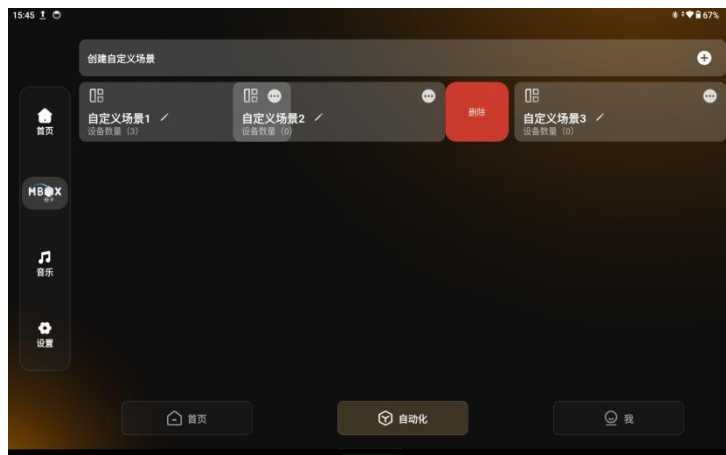 15:45
67%
创建自定义场景
自定义场景1
设备数量（3）
自定义场景2
设备数量（0）
删除
自定义场景3
设备数量（0）
首页
MBOX
音乐
设置
首页
自动化
我